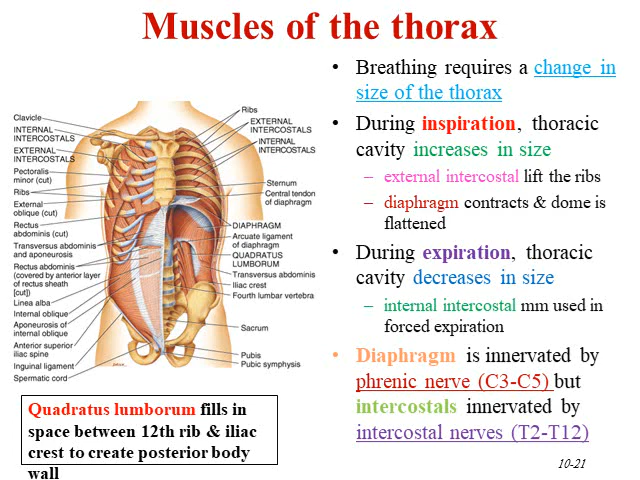 Muscles of the thorax
• Breathing requires a change in
size of the thorax
• During inspiration, thoracic
cavity increases in size
– external intercostal lift the ribs
– diaphragm contracts & dome is
flattened
• During expiration, thoracic
cavity decreases in size
– internal intercostal mm used in
forced expiration
• Diaphragm is innervated by
phrenic nerve (C3-C5) but
intercostals innervated by
intercostal nerves (T2-T12)
Clavicle
INTERNAL
INTERCOSTALS
EXTERNAL
INTERCOSTALS
Pectoralis
minor (cut)
Ribs
External
oblique (cut)
Rectus
abdominis (cut)
Transversus abdominis
and aponeurosis
Rectus abdominis
(covered by anterior layer
of rectus sheath
[cut])
Linea alba
Internal oblique
Aponeurosis of
internal oblique
Anterior superior
iliac spine
Inguinal ligament
Spermatic cord
Ribs
EXTERNAL
INTERCOSTALS
INTERNAL
INTERCOSTALS
Sternum
Central tendon
of diaphragm
DIAPHRAGM
Arcuate ligament
of diaphragm
QUADRATUS
LUMBORUM
Transversus abdominis
Iliac crest
Fourth lumbar vertebra
Sacrum
Pubis
Pubic symphysis
Quadratus lumborum fills in
space between 12th rib & iliac
crest to create posterior body
wall
10-21